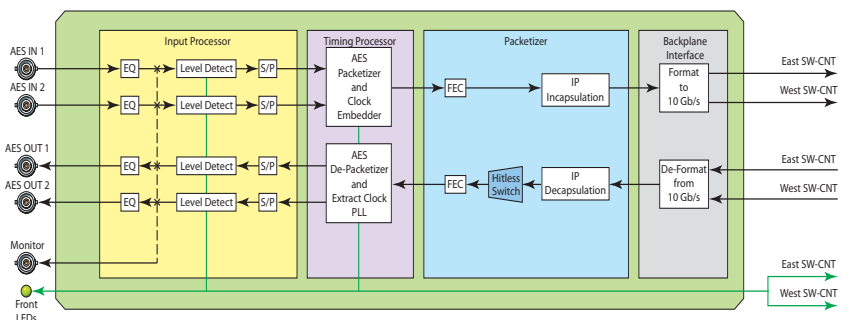 Input Processor
Timing Processor
Packetizer
Backplane
Interface
AES IN 1
EQ
Level Detect
S/P
AES
Packetizer
and
Clock
Embedder
FEC
IP
Incapsulation
Format
to
10 Gb/s
East SW-CNT
West SW-CNT
AES IN 2
EQ
Level Detect
S/P
AES OUT 1
EQ
Level Detect
S/P
AES
De-Packetizer
and
Extract Clock
PLL
FEC
Hitless
Switch
IP
Decapsulation
De-Format
from
10 Gb/s
East SW-CNT
West SW-CNT
AES OUT 2
EQ
Level Detect
S/P
Monitor
East SW-CNT
West SW-CNT
Front
LEDs